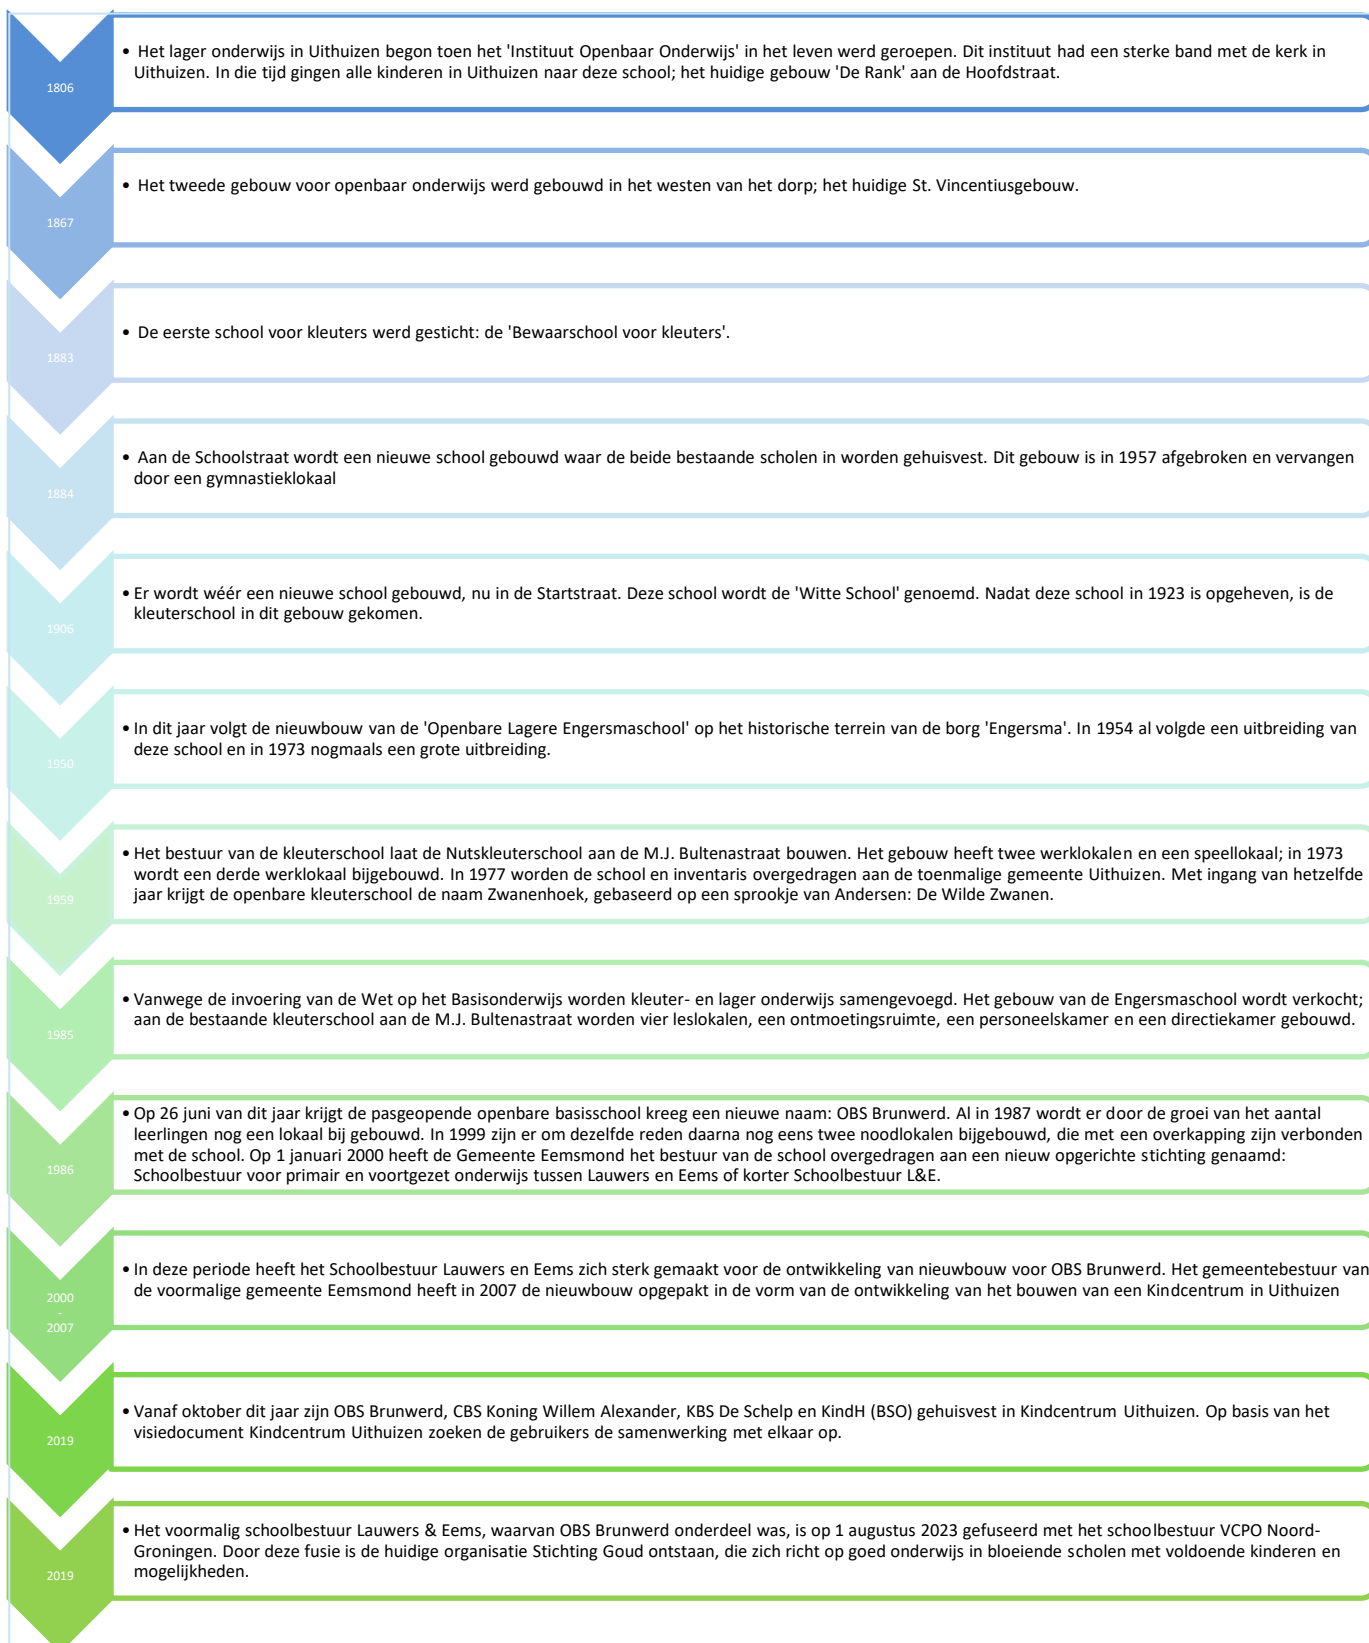 1806
• Het lager onderwijs in Uithuizen begon toen het 'Instituut Openbaar Onderwijs' in het leven werd geroepen. Dit instituut had een sterke band met de kerk in
Uithuizen. In die tijd gingen alle kinderen in Uithuizen naar deze school; het huidige gebouw 'De Rank' aan de Hoofdstraat.
1867
• Het tweede gebouw voor openbaar onderwijs werd gebouwd in het westen van het dorp; het huidige St. Vincentiusgebouw.
1883
• De eerste school voor kleuters werd gesticht: de 'Bewaarschool voor kleuters'.
1884
• Aan de Schoolstraat wordt een nieuwe school gebouwd waar de beide bestaande scholen in worden gehuisvest. Dit gebouw is in 1957 afgebroken en vervangen
door een gymnastieklokaal
1906
• Er wordt wéér een nieuwe school gebouwd, nu in de Startstraat. Deze school wordt de 'Witte School' genoemd. Nadat deze school in 1923 is opgeheven, is de
kleuterschool in dit gebouw gekomen.
1950
• In dit jaar volgt de nieuwbouw van de 'Openbare Lagere Engersmaschool' op het historische terrein van de borg 'Engersma'. In 1954 al volgde een uitbreiding van
deze school en in 1973 nogmaals een grote uitbreiding.
1959
• Het bestuur van de kleuterschool laat de Nutskleuterschool aan de M.J. Bultenastraat bouwen. Het gebouw heeft twee werklokalen en een speellokaal; in 1973
wordt een derde werklokaal bijgebouwd. In 1977 worden de school en inventaris overgedragen aan de toenmalige gemeente Uithuizen. Met ingang van hetzelfde
jaar krijgt de openbare kleuterschool de naam Zwanenhoek, gebaseerd op een sprookje van Andersen: De Wilde Zwanen.
1985
• Vanwege de invoering van de Wet op het Basisonderwijs worden kleuter- en lager onderwijs samengevoegd. Het gebouw van de Engersmaschool wordt verkocht;
aan de bestaande kleuterschool aan de M.J. Bultenastraat worden vier leslokalen, een ontmoetingsruimte, een personeelskamer en een directiekamer gebouwd.
1986
• Op 26 juni van dit jaar krijgt de pasgeopende openbare basisschool kreeg een nieuwe naam: OBS Brunwerd. Al in 1987 wordt er door de groei van het aantal
leerlingen nog een lokaal bij gebouwd. In 1999 zijn er om dezelfde reden daarna nog eens twee noodlokalen bijgebouwd, die met een overkapping zijn verbonden
met de school. Op 1 januari 2000 heeft de Gemeente Eemsmond het bestuur van de school overgedragen aan een nieuw opgerichte stichting genaamd:
Schoolbestuur voor primair en voortgezet onderwijs tussen Lauwers en Eems of korter Schoolbestuur L&E.
2000
-
2007
• In deze periode heeft het Schoolbestuur Lauwers en Eems zich sterk gemaakt voor de ontwikkeling van nieuwbouw voor OBS Brunwerd. Het gemeentebestuur van
de voormalige gemeente Eemsmond heeft in 2007 de nieuwbouw opgepakt in de vorm van de ontwikkeling van het bouwen van een Kindcentrum in Uithuizen
2019
• Vanaf oktober dit jaar zijn OBS Brunwerd, CBS Koning Willem Alexander, KBS De Schelp en KindH (BSO) gehuisvest in Kindcentrum Uithuizen. Op basis van het
visiedocument Kindcentrum Uithuizen zoeken de gebruikers de samenwerking met elkaar op.
2019
• Het voormalig schoolbestuur Lauwers & Eems, waarvan OBS Brunwerd onderdeel was, is op 1 augustus 2023 gefuseerd met het schoolbestuur VCPO Noord-
Groningen. Door deze fusie is de huidige organisatie Stichting Goud ontstaan, die zich richt op goed onderwijs in bloeiende scholen met voldoende kinderen en
mogelijkheden.